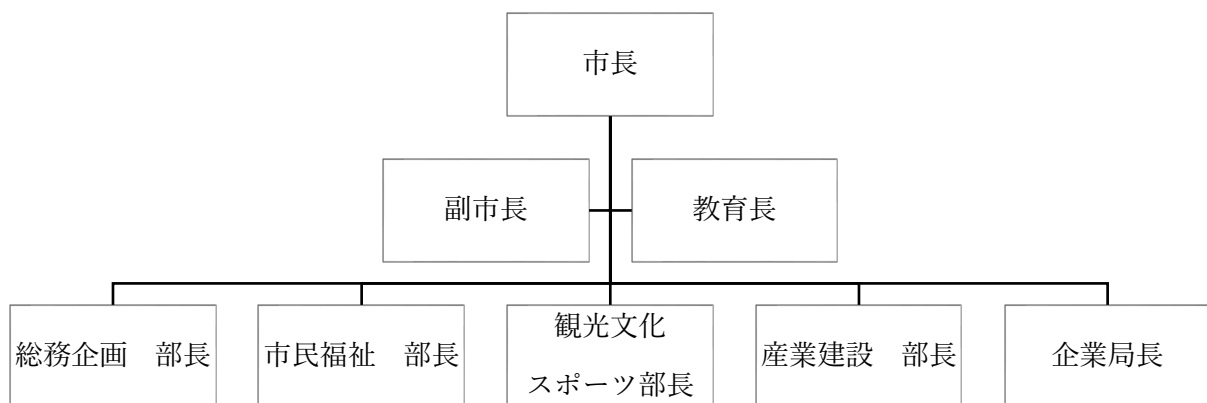 市長
副市長
教育長
総務企画　部長
市民福祉　部長
観光文化
スポーツ部長
産業建設　部長
企業局長